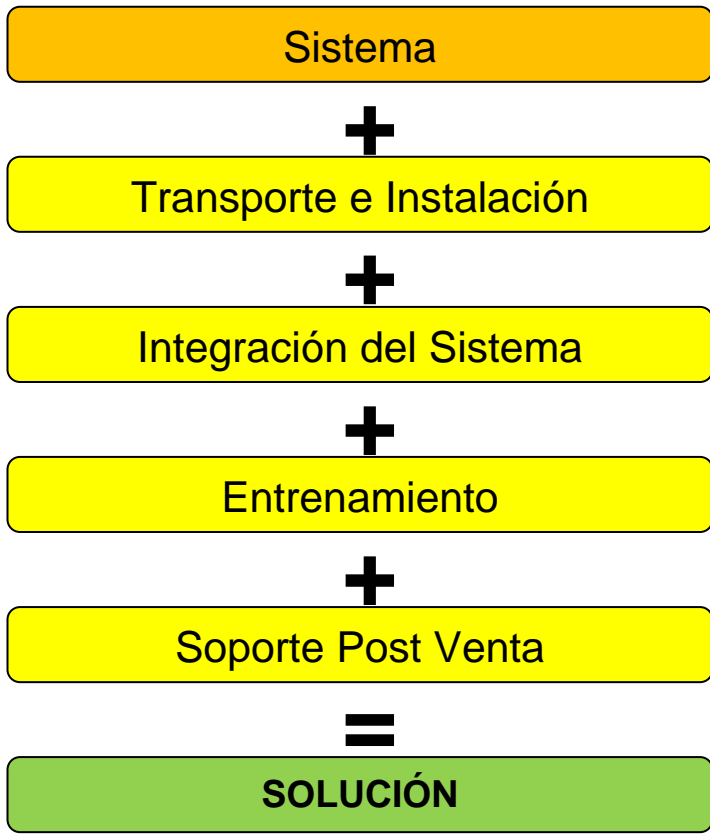 Sistema
+
Transporte e Instalación
+
Integración del Sistema
+
Entrenamiento
+
Soporte Post Venta
=
SOLUCIÓN